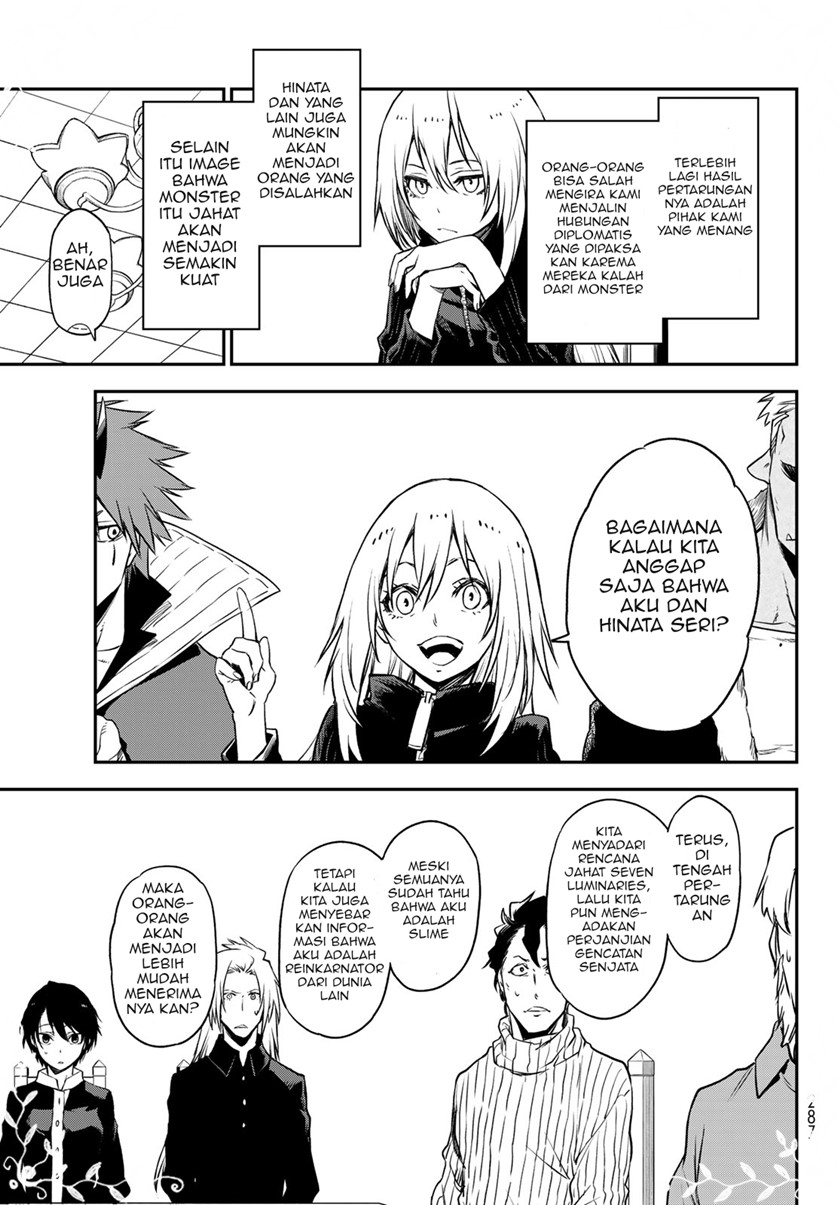 TERLEBIH
LAGI HASIL
PERTARUNGAN
NYA ADALAH
PIHAK KAMI
YANG MENANG
ORANG-ORANG
BISA SALAH
MENGIRA KAMI
MENJALIN
HUBUNGAN
DIPLOMATIS
YANG DIPAKSA
KAN KAREMA
MEREKA KALAH
DARI MONSTER
HINATA
DAN YANG
LAIN JUGA
MUNGKIN
AKAN
MENJADI
ORANG YANG
DISALAHKAN
SELAIN
ITU IMAGE
BAHWA
MONSTER
ITU JAHAT
AKAN
MENJADI
SEMAKIN
KUAT
AH,
BENAR
JUGA
BAGAIMANA
KALAU KITA
ANGGAP
SAJA BAHWA
AKU DAN
HINATA SERI?
TERUS,
DI
TENGAH
PER-
TARUNG
AN
KITA
MENYADARI
RENCANA
JAHAT SEVEN
LUMINARIES,
LALU KITA
PUN MENG-
ADAKAN
PERJANJIAN
GENCATAN
SENJATA
MESKI
SEMUANYA
SUDAH TAHU
BAHWA AKU
ADALAH
SLIME
TETAPI
KALAU
KITA JUGA
MENYEBAR
KAN INFOR-
MASI BAHWA
AKU ADALAH
REINKARNATOR
DARI DUNIA
LAIN
MAKA
ORANG-
ORANG
AKAN
MENJADI
LEBIH
MUDAH
MENERIMA
NYA KAN?
287